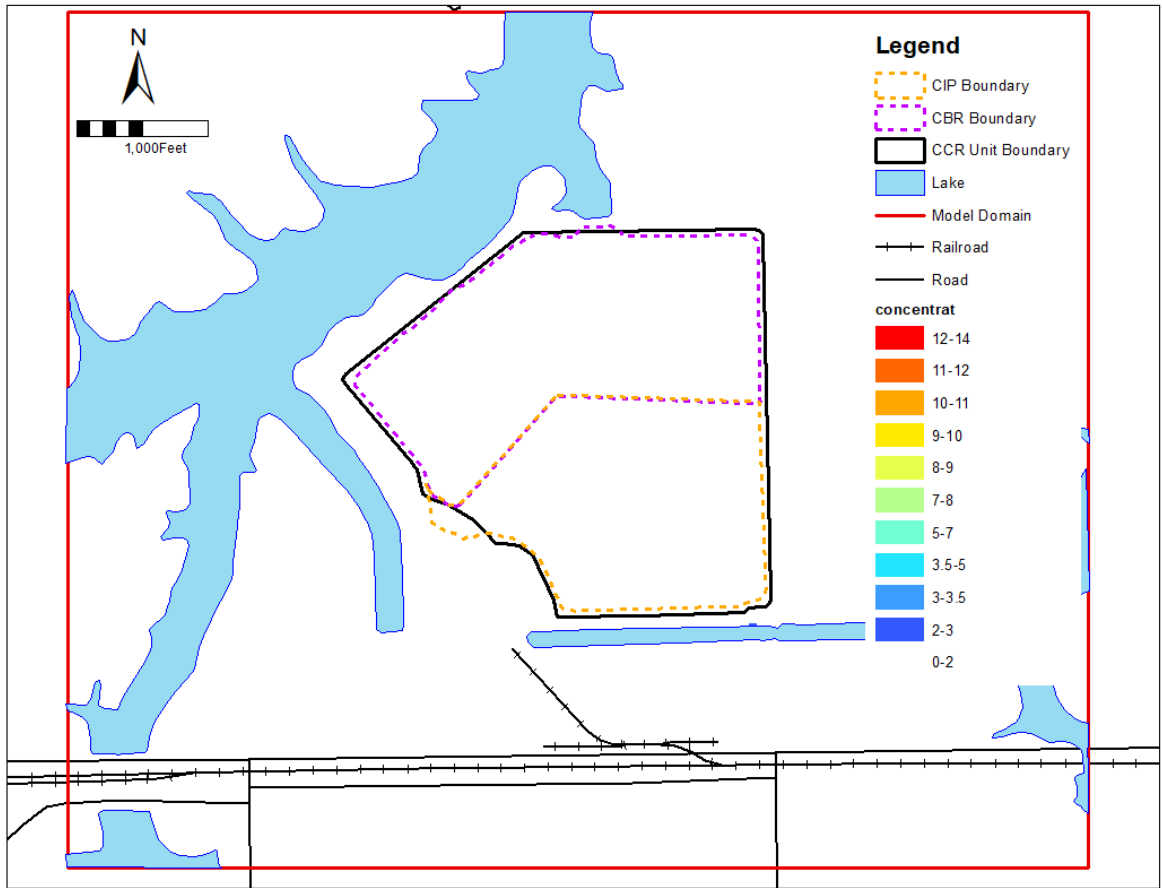 N
1,000Feet
Legend
CIP Boundary
CBR Boundary
CCR Unit Boundary
Lake
Model Domain
Railroad
Road
concentrat
12-14
11-12
10-11
9-10
8-9
7-8
5-7
3.5-5
3-3.5
2-3
0-2